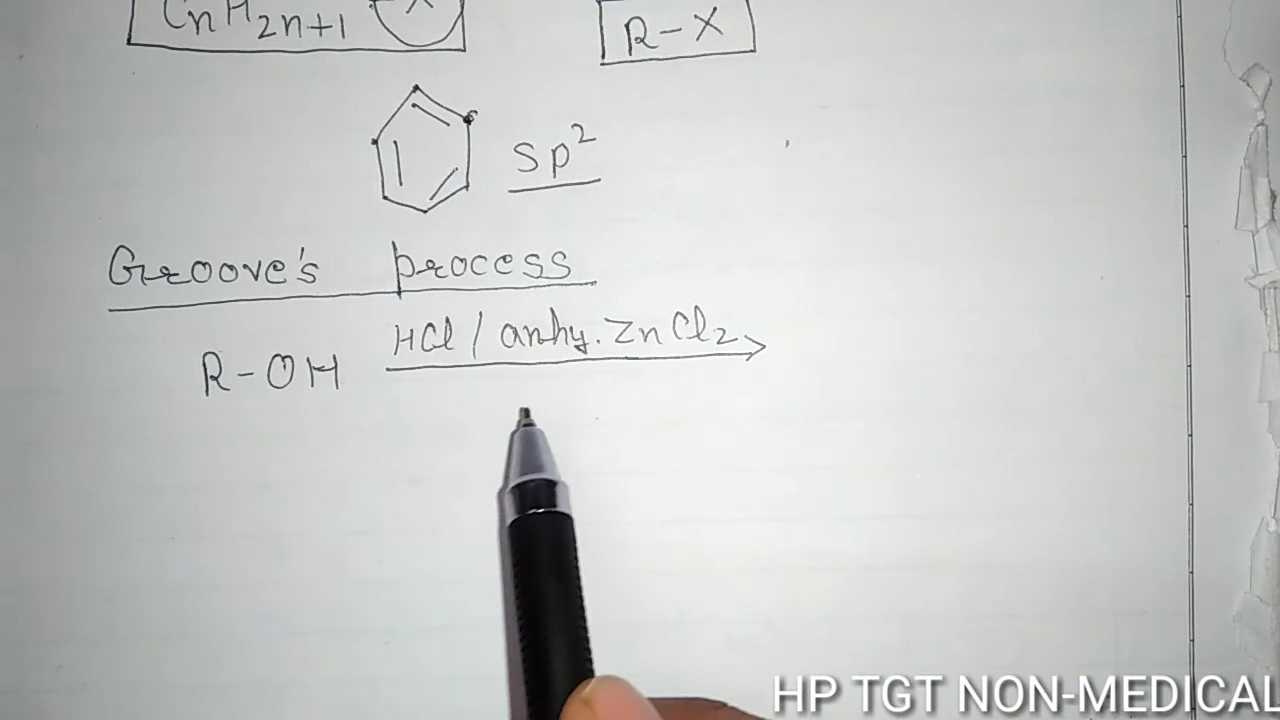 CnH2n+1 X
R-X
sp²
Groove's process
R-OH HCl / anhy. ZnCl2
HP TGT NON-MEDICAL